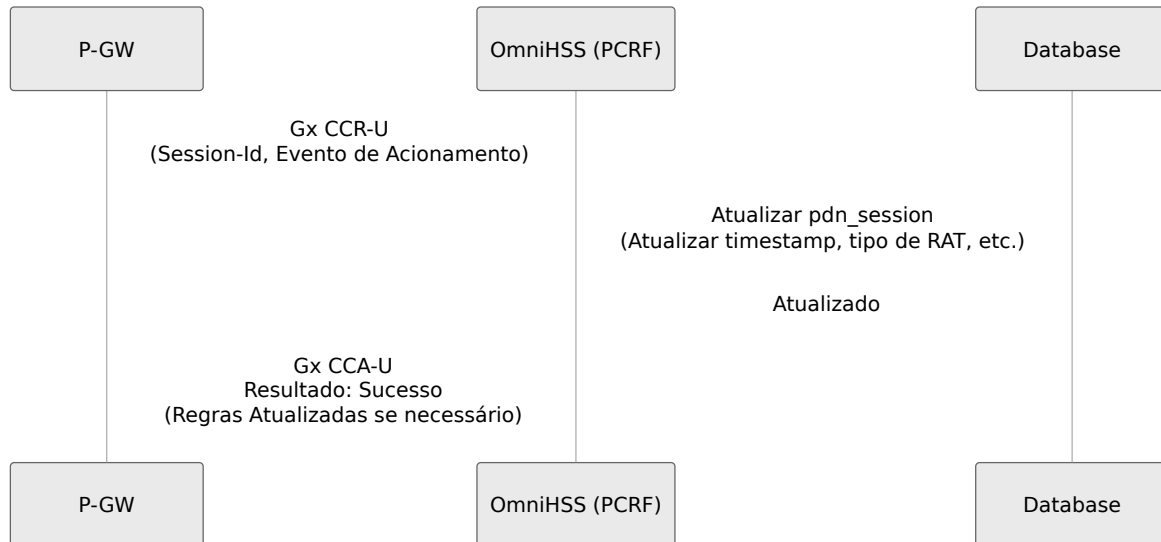 P-GW
OmniHSS (PCRF)
Database
Gx CCR-U
(Session-Id, Evento de Acionamento)
Atualizar pdn_session
(Atualizar timestamp, tipo de RAT, etc.)
Atualizado
Gx CCA-U
Resultado: Sucesso
(Regras Atualizadas se necessário)
P-GW
OmniHSS (PCRF)
Database